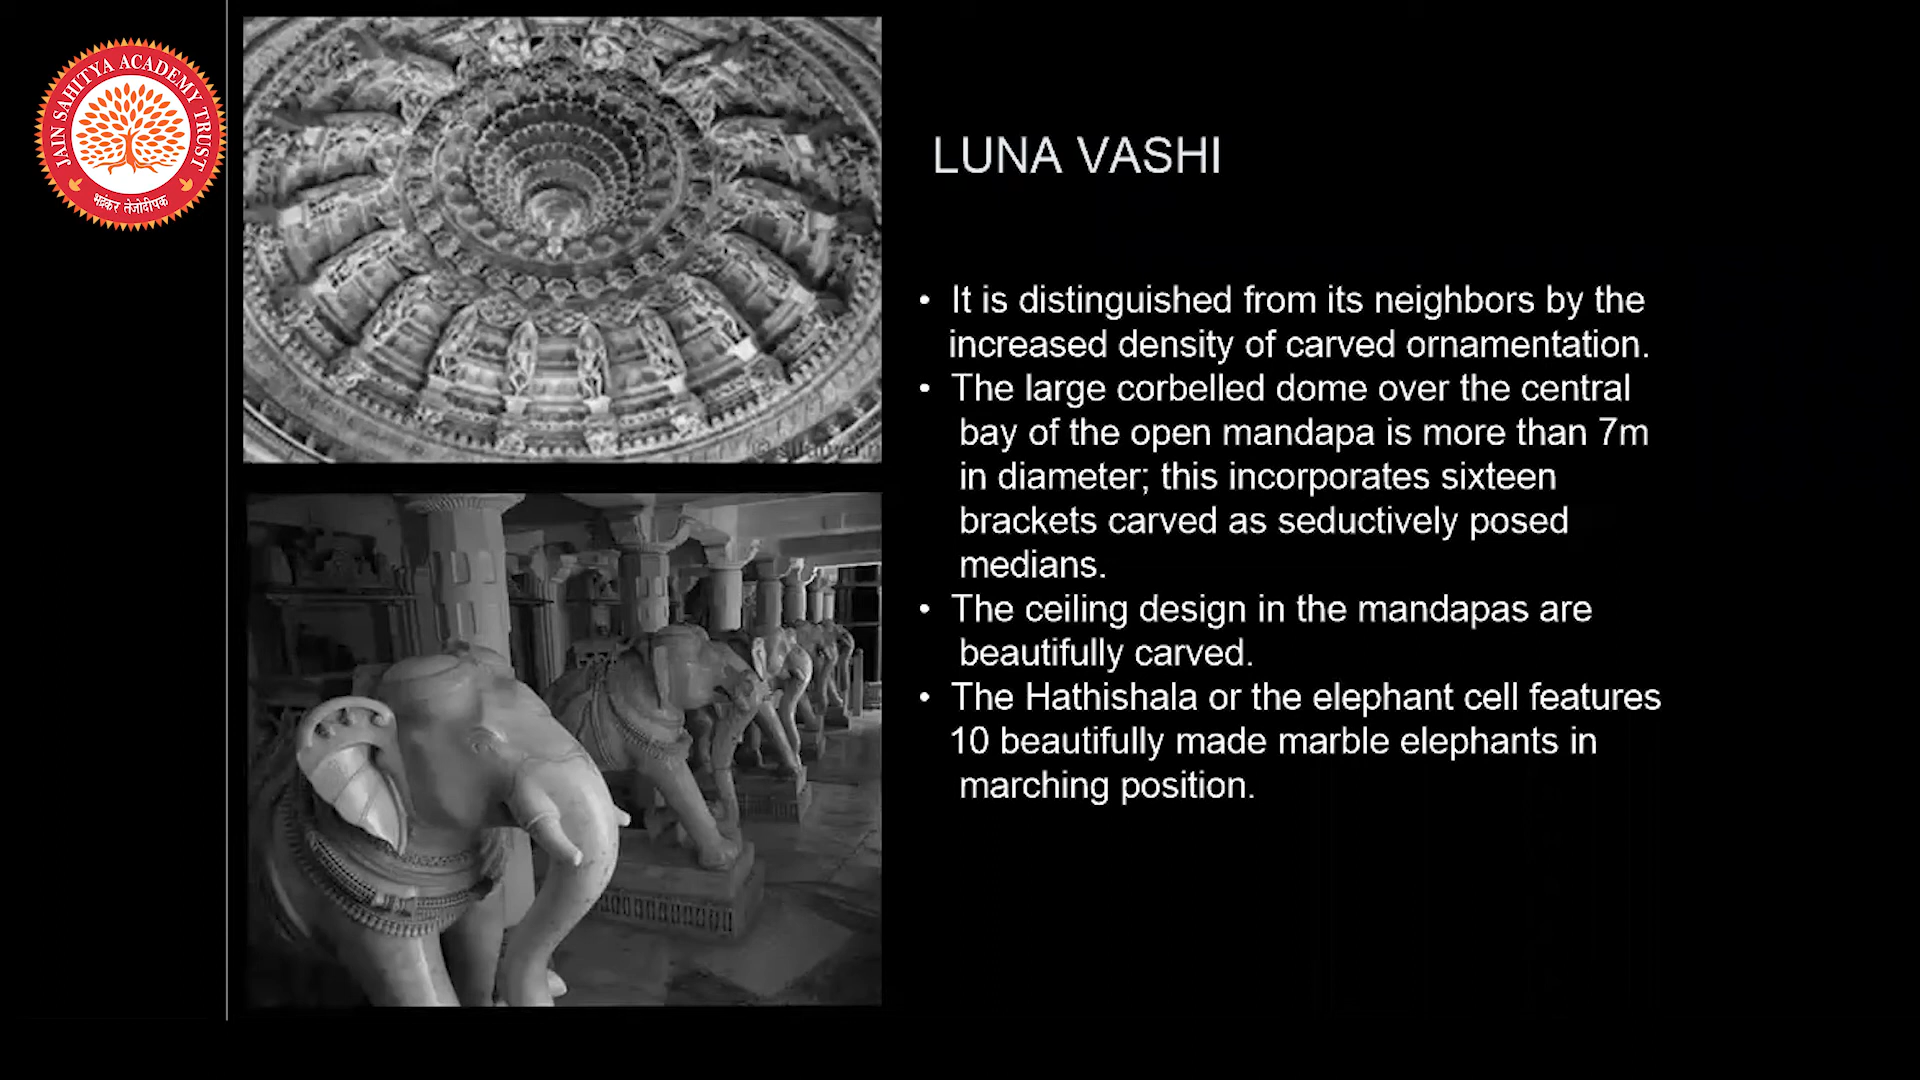 JAIN SAHITYA ACADEMY TRUST
भद्रंकर तेजोदीपक
LUNA VASHI
• It is distinguished from its neighbors by the
increased density of carved ornamentation.
• The large corbelled dome over the central
bay of the open mandapa is more than 7m
in diameter; this incorporates sixteen
brackets carved as seductively posed
medians.
• The ceiling design in the mandapas are
beautifully carved.
• The Hathishala or the elephant cell features
10 beautifully made marble elephants in
marching position.